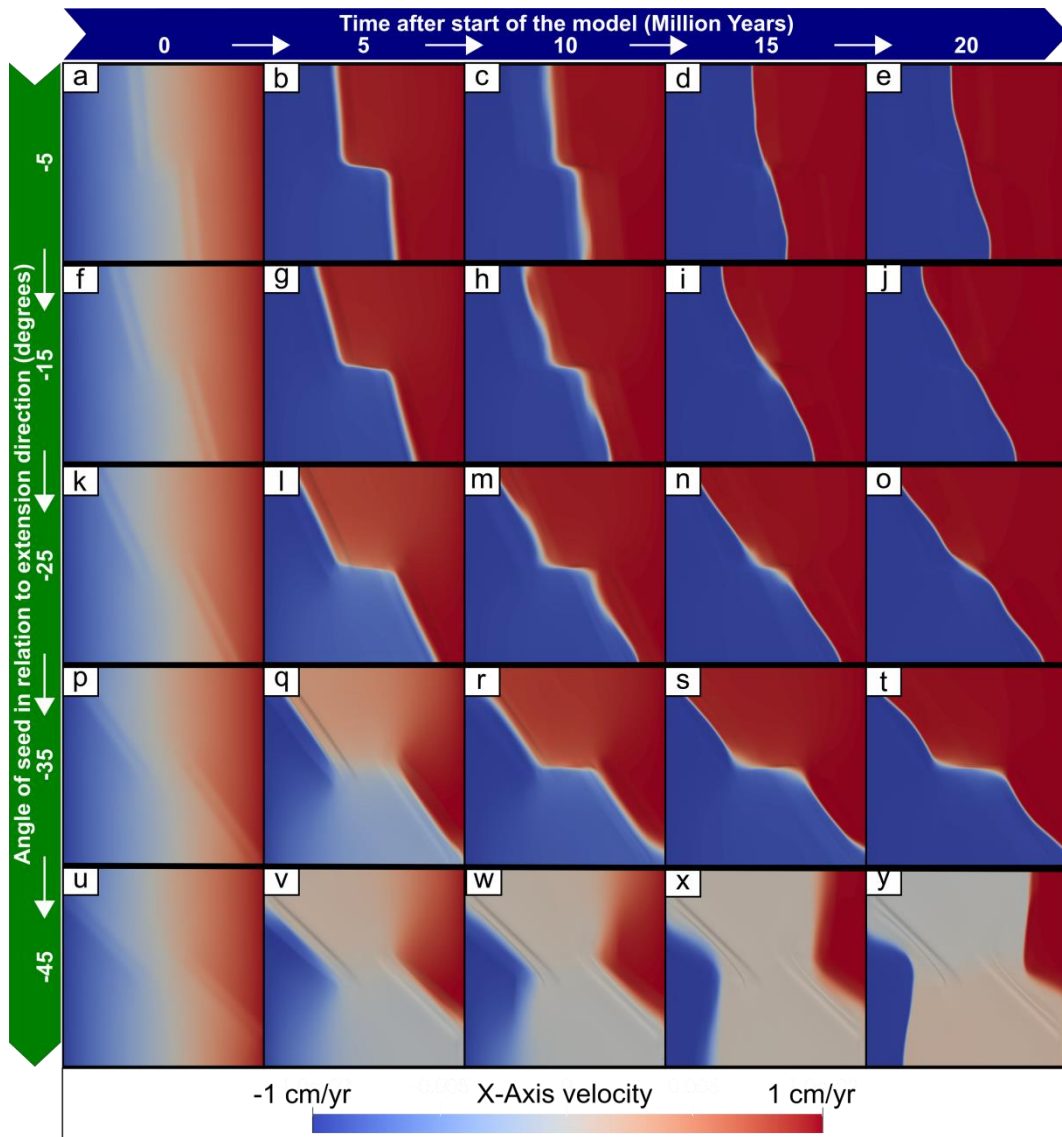 Time after start of the model (Million Years)
0 5 10 15 20
Angle of seed in relation to extension direction (degrees)
-5
a b c d e
-15
f g h i j
-25
k l m n o
-35
p q r s t
-45
u v w x y
-1 cm/yr X-Axis velocity 1 cm/yr